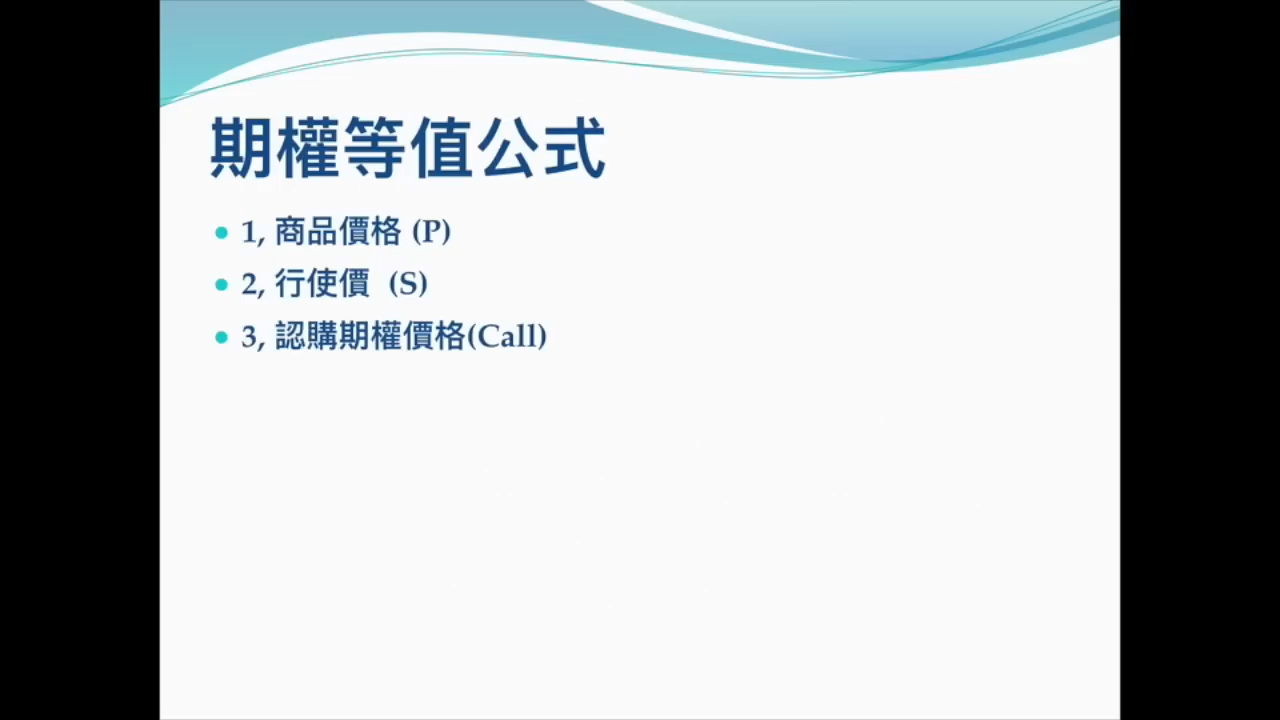 期權等值公式
1, 商品價格 (P)
2, 行使價 (S)
3, 認購期權價格(Call)